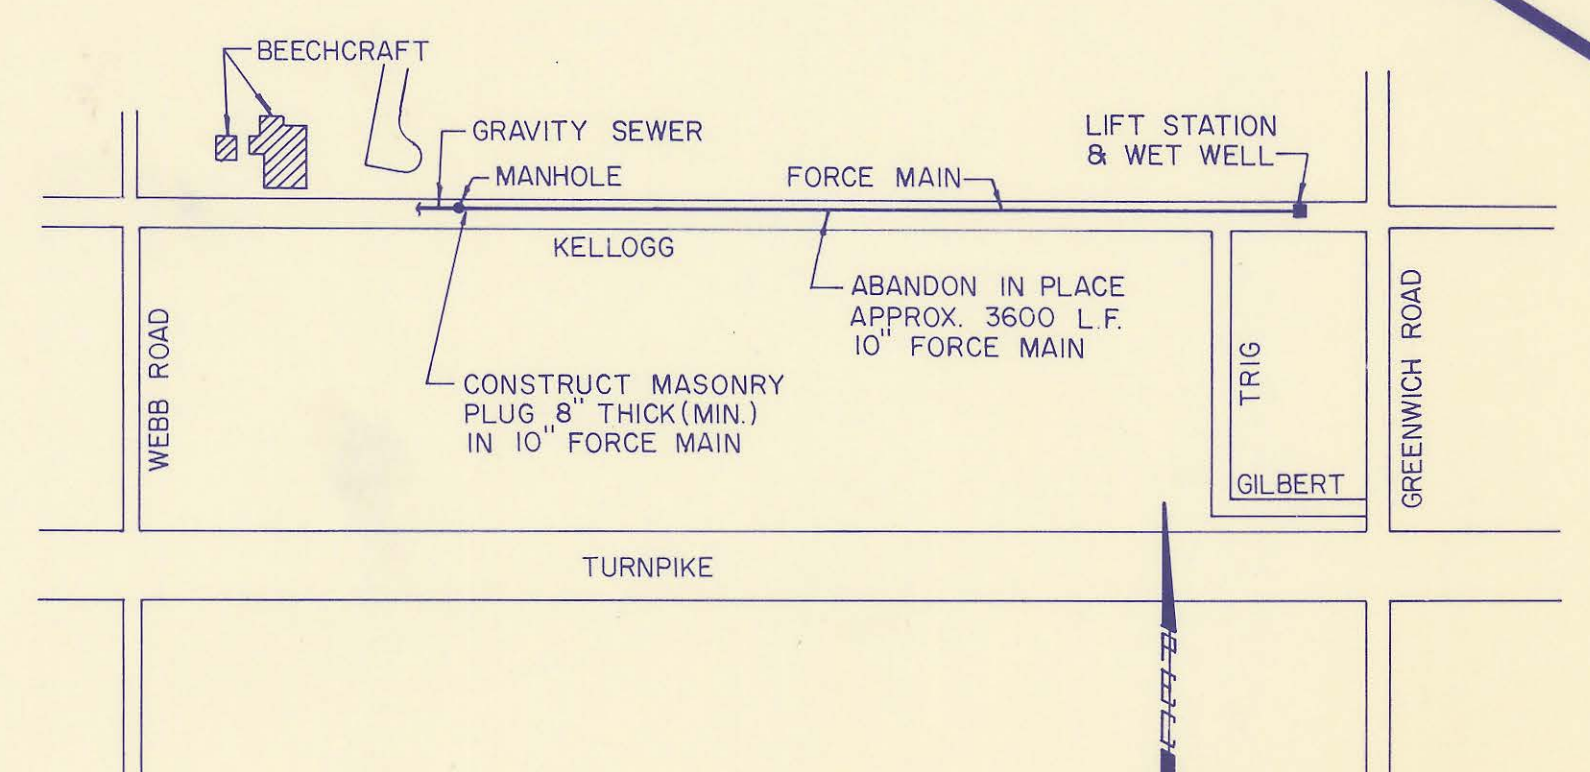 BEECHCRAFT
GRAVITY SEWER
MANHOLE
FORCE MAIN
LIFT STATION
& WET WELL
KELLOGG
ABANDON IN PLACE
APPROX. 3600 L.F.
10" FORCE MAIN
CONSTRUCT MASONRY
PLUG 8" THICK (MIN.)
IN 10" FORCE MAIN
WEBB ROAD
TRIG
GILBERT
GREENWICH ROAD
TURNPIKE